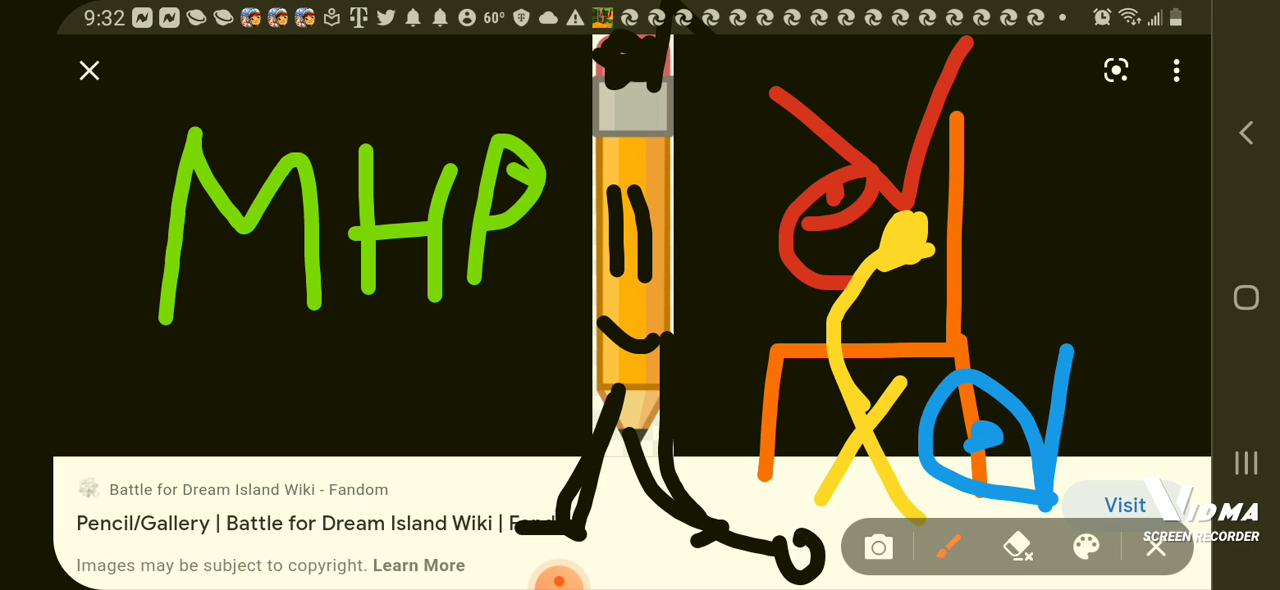 9:32 60°
MHP
Battle for Dream Island Wiki - Fandom
Pencil/Gallery | Battle for Dream Island Wiki |
Images may be subject to copyright. Learn More
Visit
VIDMA
SCREEN RECORDER